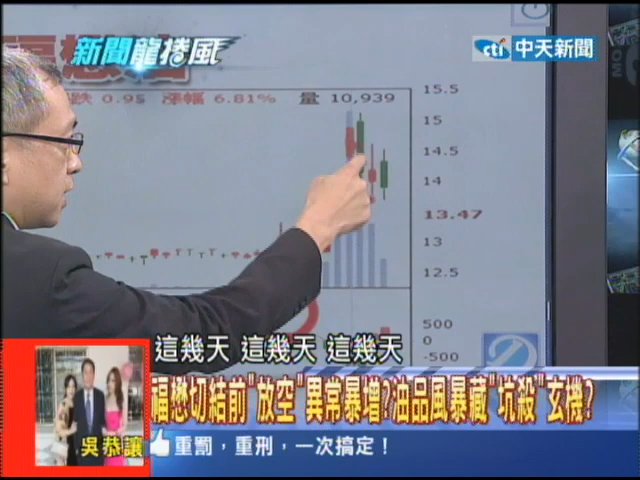 新聞龍捲風
cti 中天新聞
福懋油
跌 0.95 漲幅 6.81% 量 10,939
15.5
15
14.5
14
13.47
13
12.5
500
0
-500
這幾天 這幾天 這幾天
福懋切結前"放空"異常暴增?油品風暴藏"坑殺"玄機?
吳恭讓
重罰，重刑，一次搞定！